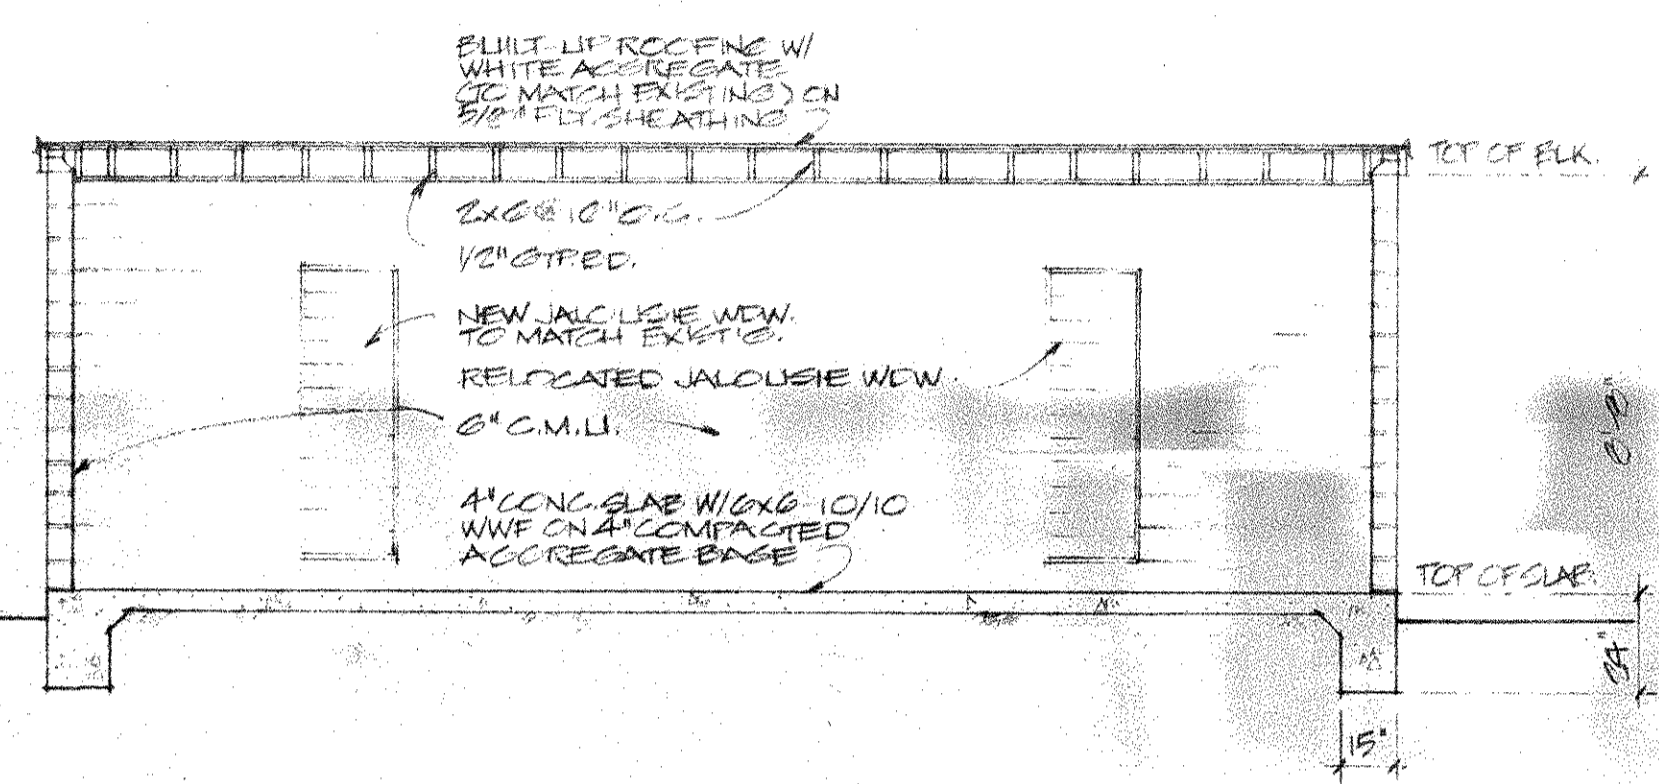 BUILT-UP ROOFING W/
WHITE AGGREGATE
(TO MATCH EXISTING) ON
5/8" PLY. SHEATHING
TOP OF BLK.
2x6@16"O.C.
1/2" GYP. BD.
NEW JALOUSIE WDW.
TO MATCH EXIST'G.
RELOCATED JALOUSIE WDW.
6" C.M.U.
4" CONC. SLAB W/6x6-10/10
WWF ON 4" COMPACTED
AGGREGATE BASE
TOP OF SLAB.
15"